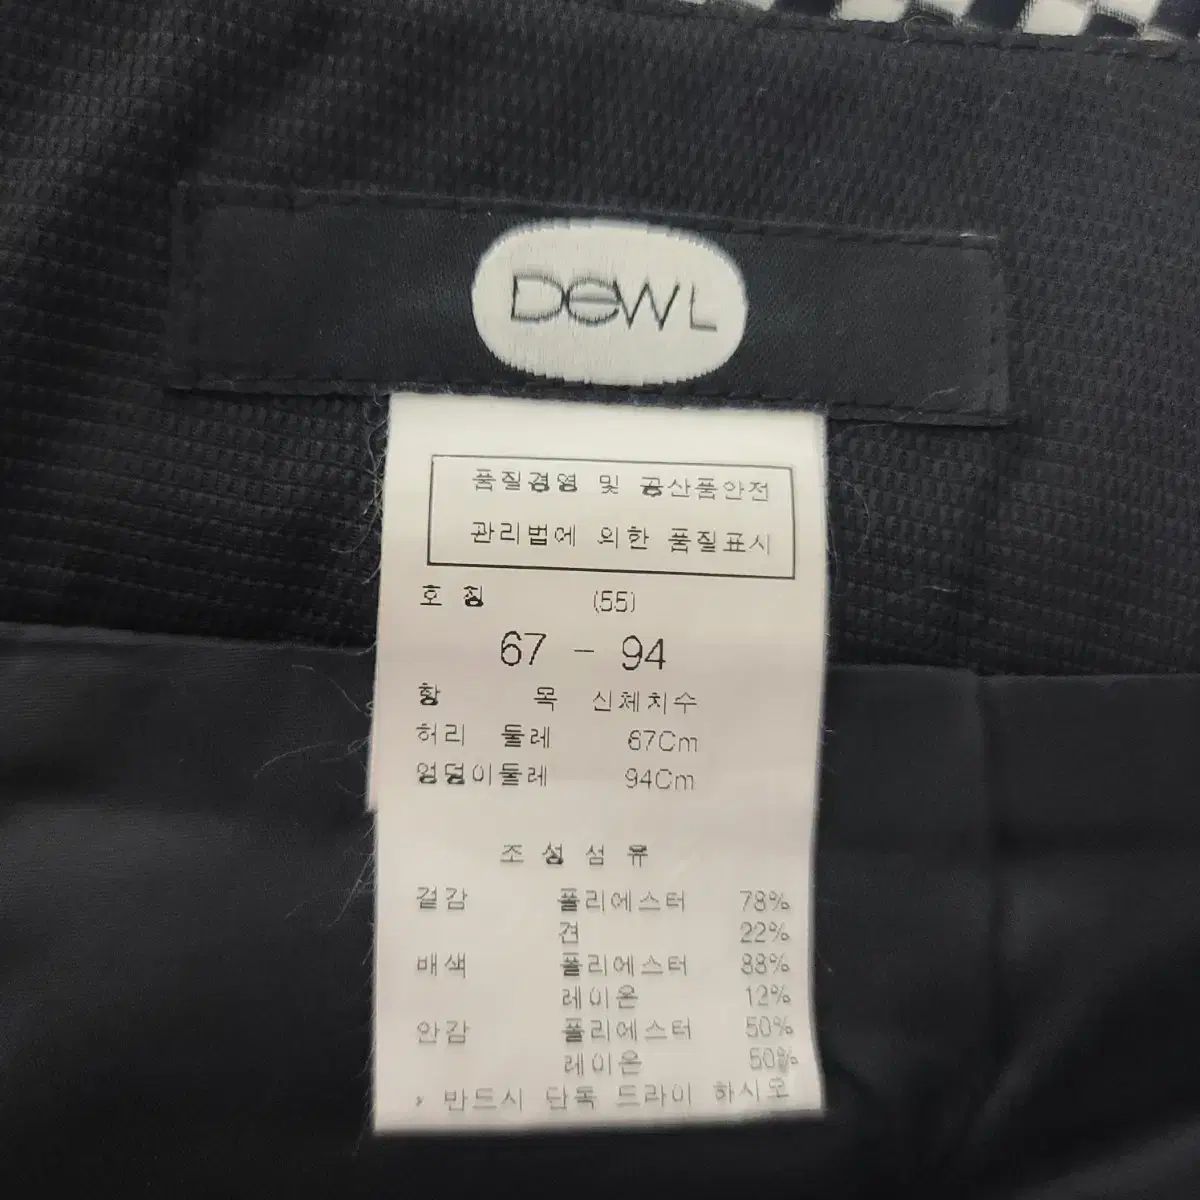 DeWL
품질경영 및 공산품안전
관리법에 의한 품질표시
호 칭 (55)
67 - 94
항 목 신체치수
허리 둘레 67Cm
엉덩이둘레 94Cm
조 성 섬 유
겉감 폴리에스터 78%
견 22%
배색 폴리에스터 88%
레이온 12%
안감 폴리에스터 50%
레이온 50%
* 반드시 단독 드라이 하시오